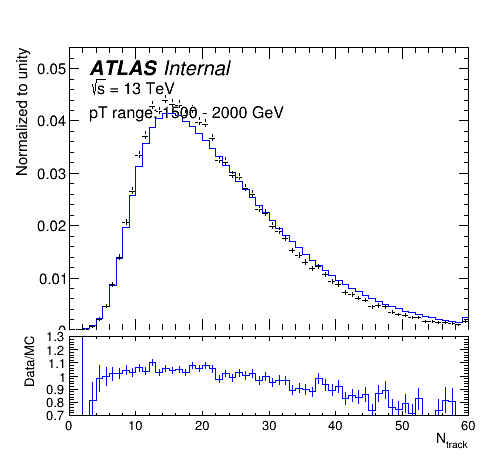 ATLAS Internal
√s = 13 TeV
pT range: 1500 - 2000 GeV
Normalized to unity
0.05
0.04
0.03
0.02
0.01
0
Data/MC
1.3
1.2
1.1
1
0.9
0.8
0.7
0 10 20 30 40 50 60
N_track